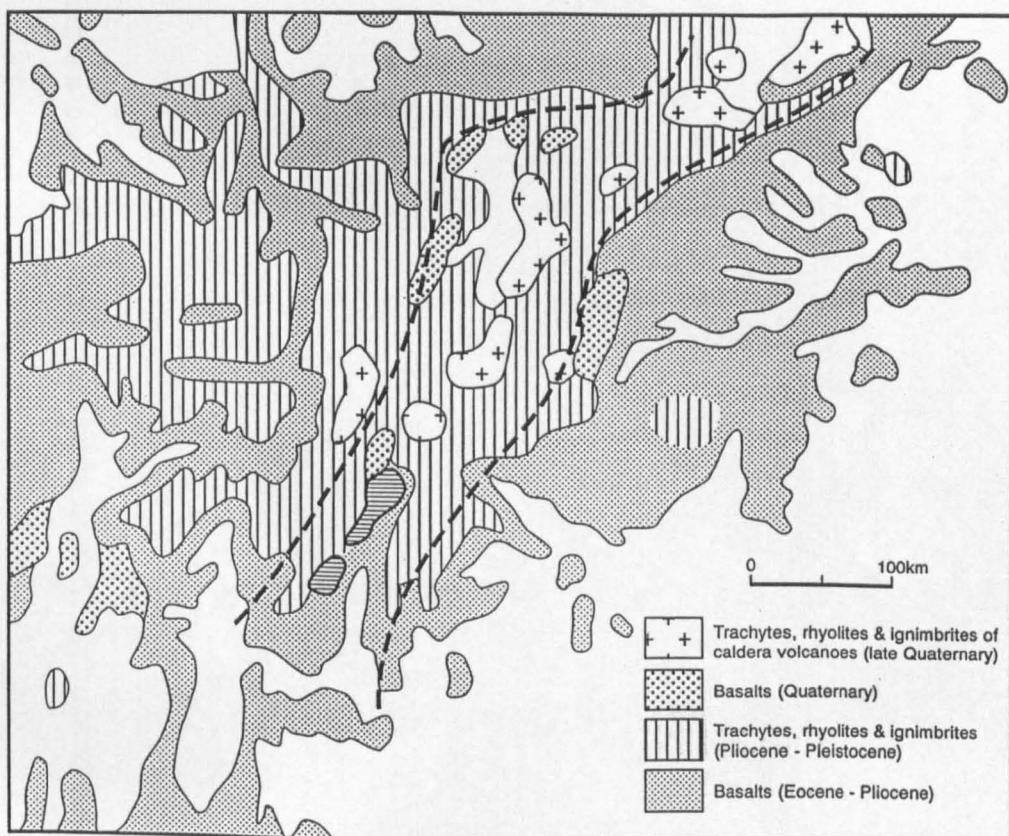 0
100km
Trachytes, rhyolites & ignimbrites of
caldera volcanoes (late Quaternary)
Basalts (Quaternary)
Trachytes, rhyolites & ignimbrites
(Pliocene - Pleistocene)
Basalts (Eocene - Pliocene)